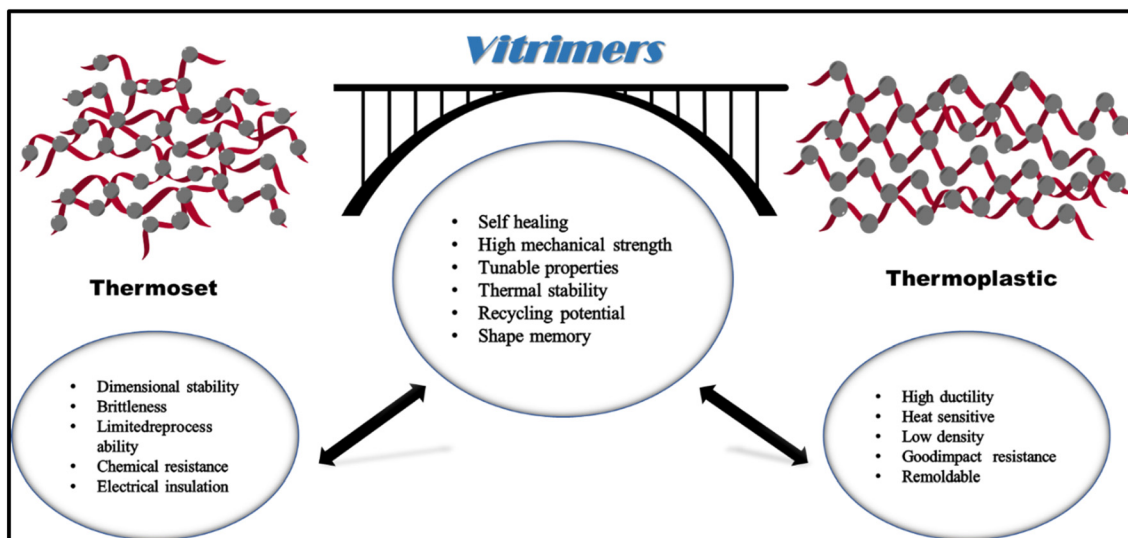 Vitrimers
• Self healing
• High mechanical strength
• Tunable properties
• Thermal stability
• Recycling potential
• Shape memory
Thermoset
• Dimensional stability
• Brittleness
• Limitedreprocess
ability
• Chemical resistance
• Electrical insulation
Thermoplastic
• High ductility
• Heat sensitive
• Low density
• Goodimpact resistance
• Remoldable